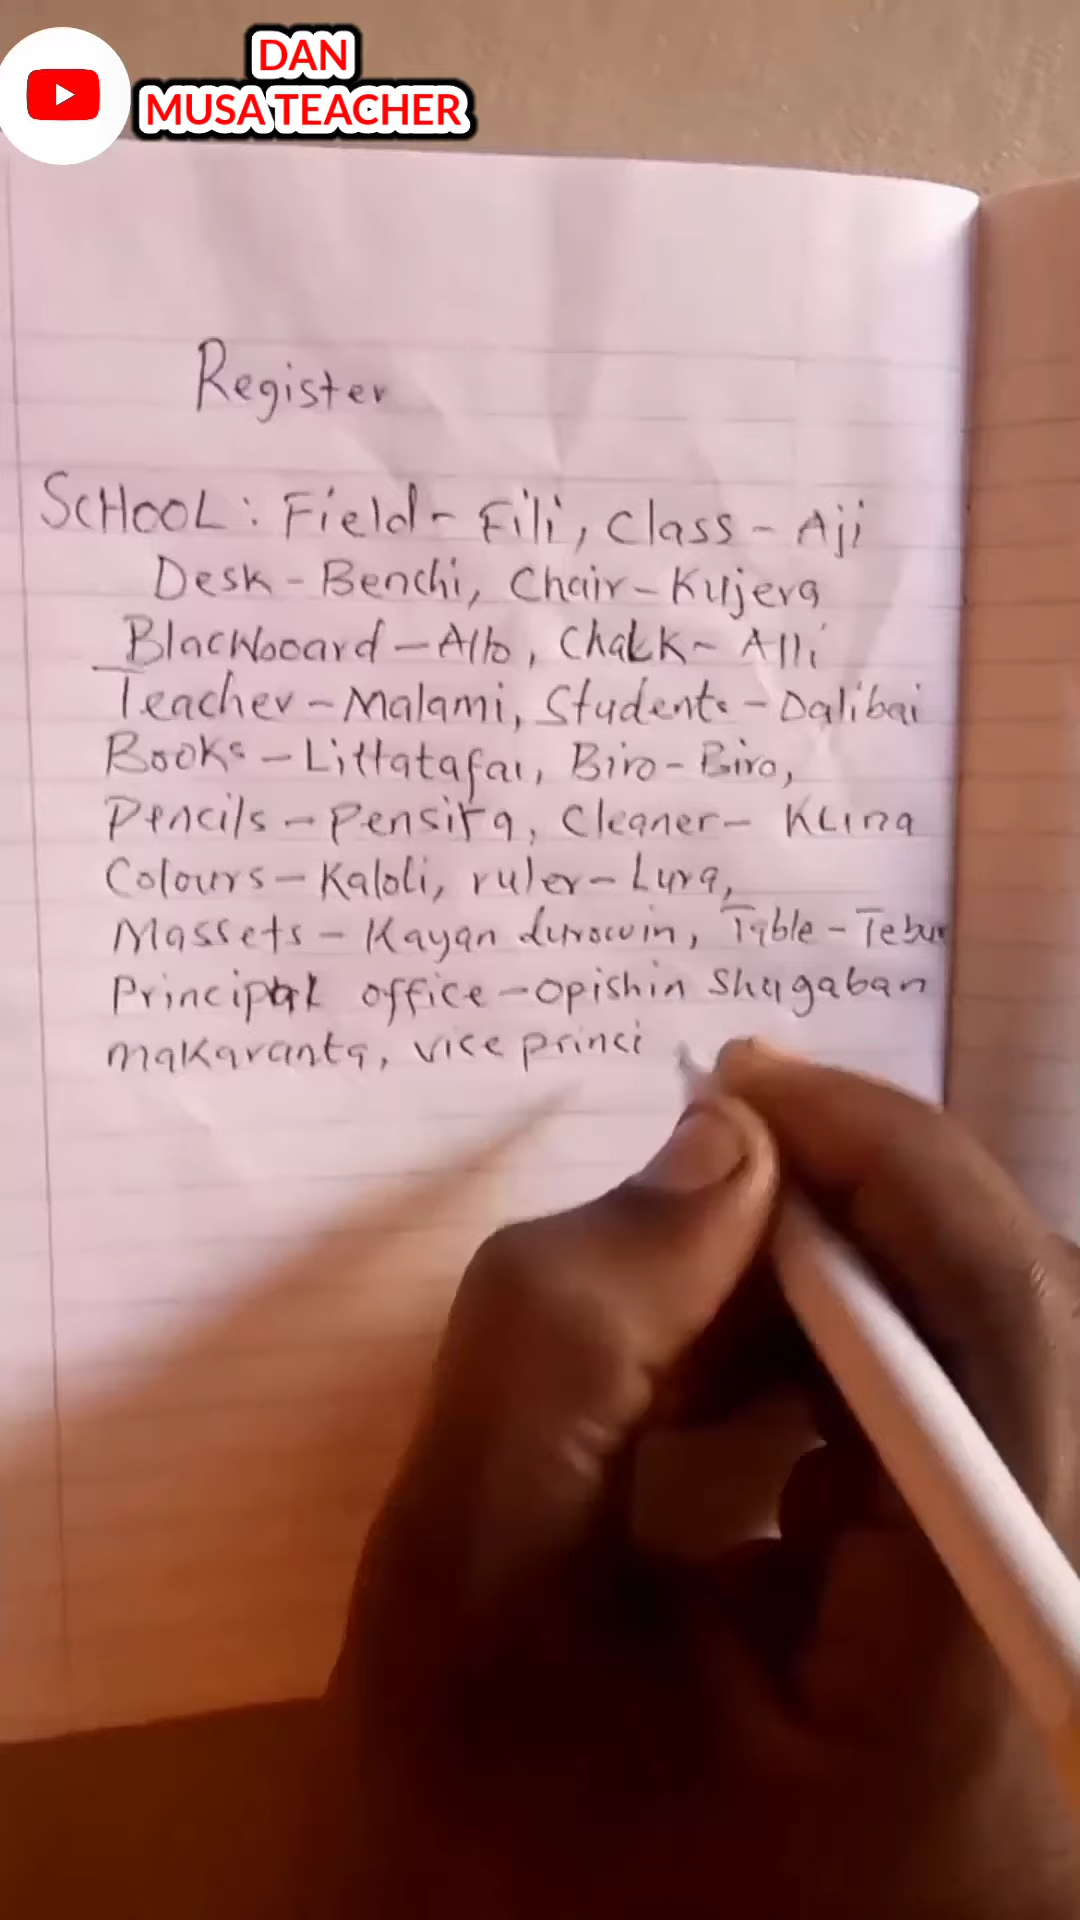 DAN
MUSA TEACHER
Register
SCHOOL: Field - Fili, Class - Aji
Desk - Benchi, Chair - Kujera
Blackboard - Allo, Chalk - Alli
Teacher - Malami, Students - Dalibai
Books - Littatafai, Biro - Biro,
Pencils - Pensira, Cleaner - Kilina
Colours - Kaloli, ruler - Lura,
Massets - Kayan durowin, Table - Tebur
Principal office - Opishin Shugaban
makaranta, vice princi